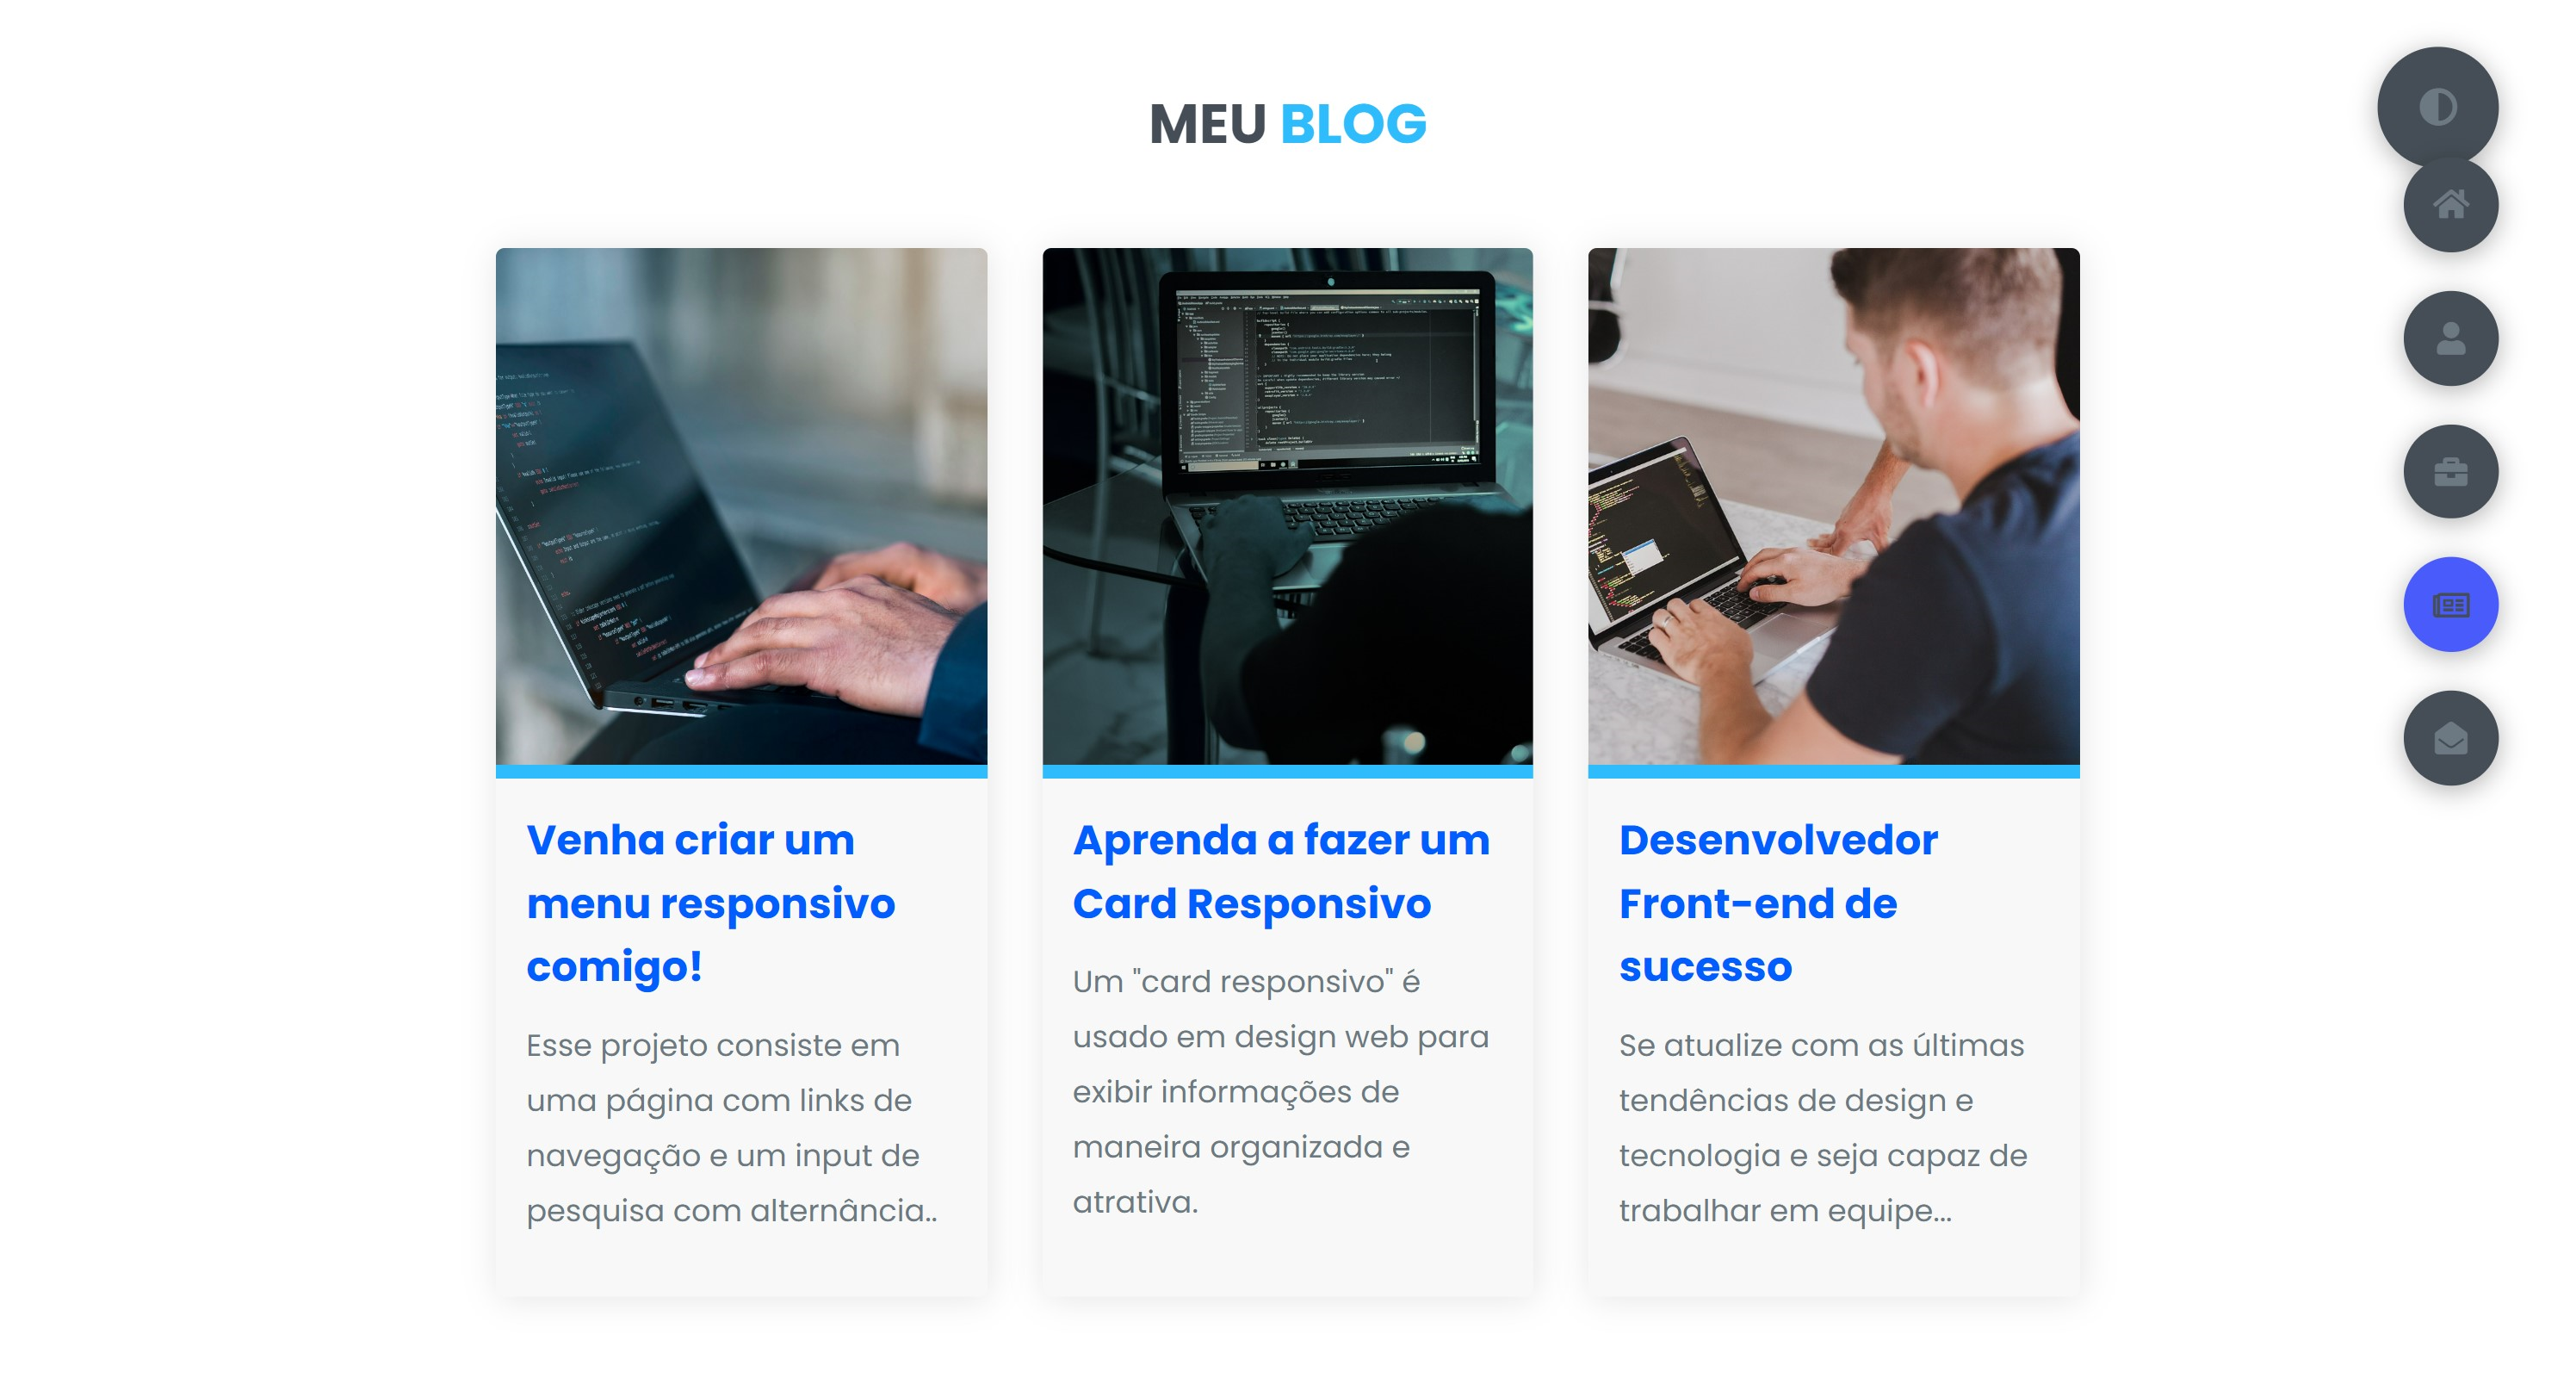 MEU BLOG
Venha criar um
menu responsivo
comigo!
Esse projeto consiste em
uma página com links de
navegação e um input de
pesquisa com alternância..
Aprenda a fazer um
Card Responsivo
Um "card responsivo" é
usado em design web para
exibir informações de
maneira organizada e
atrativa.
Desenvolvedor
Front-end de
sucesso
Se atualize com as últimas
tendências de design e
tecnologia e seja capaz de
trabalhar em equipe...